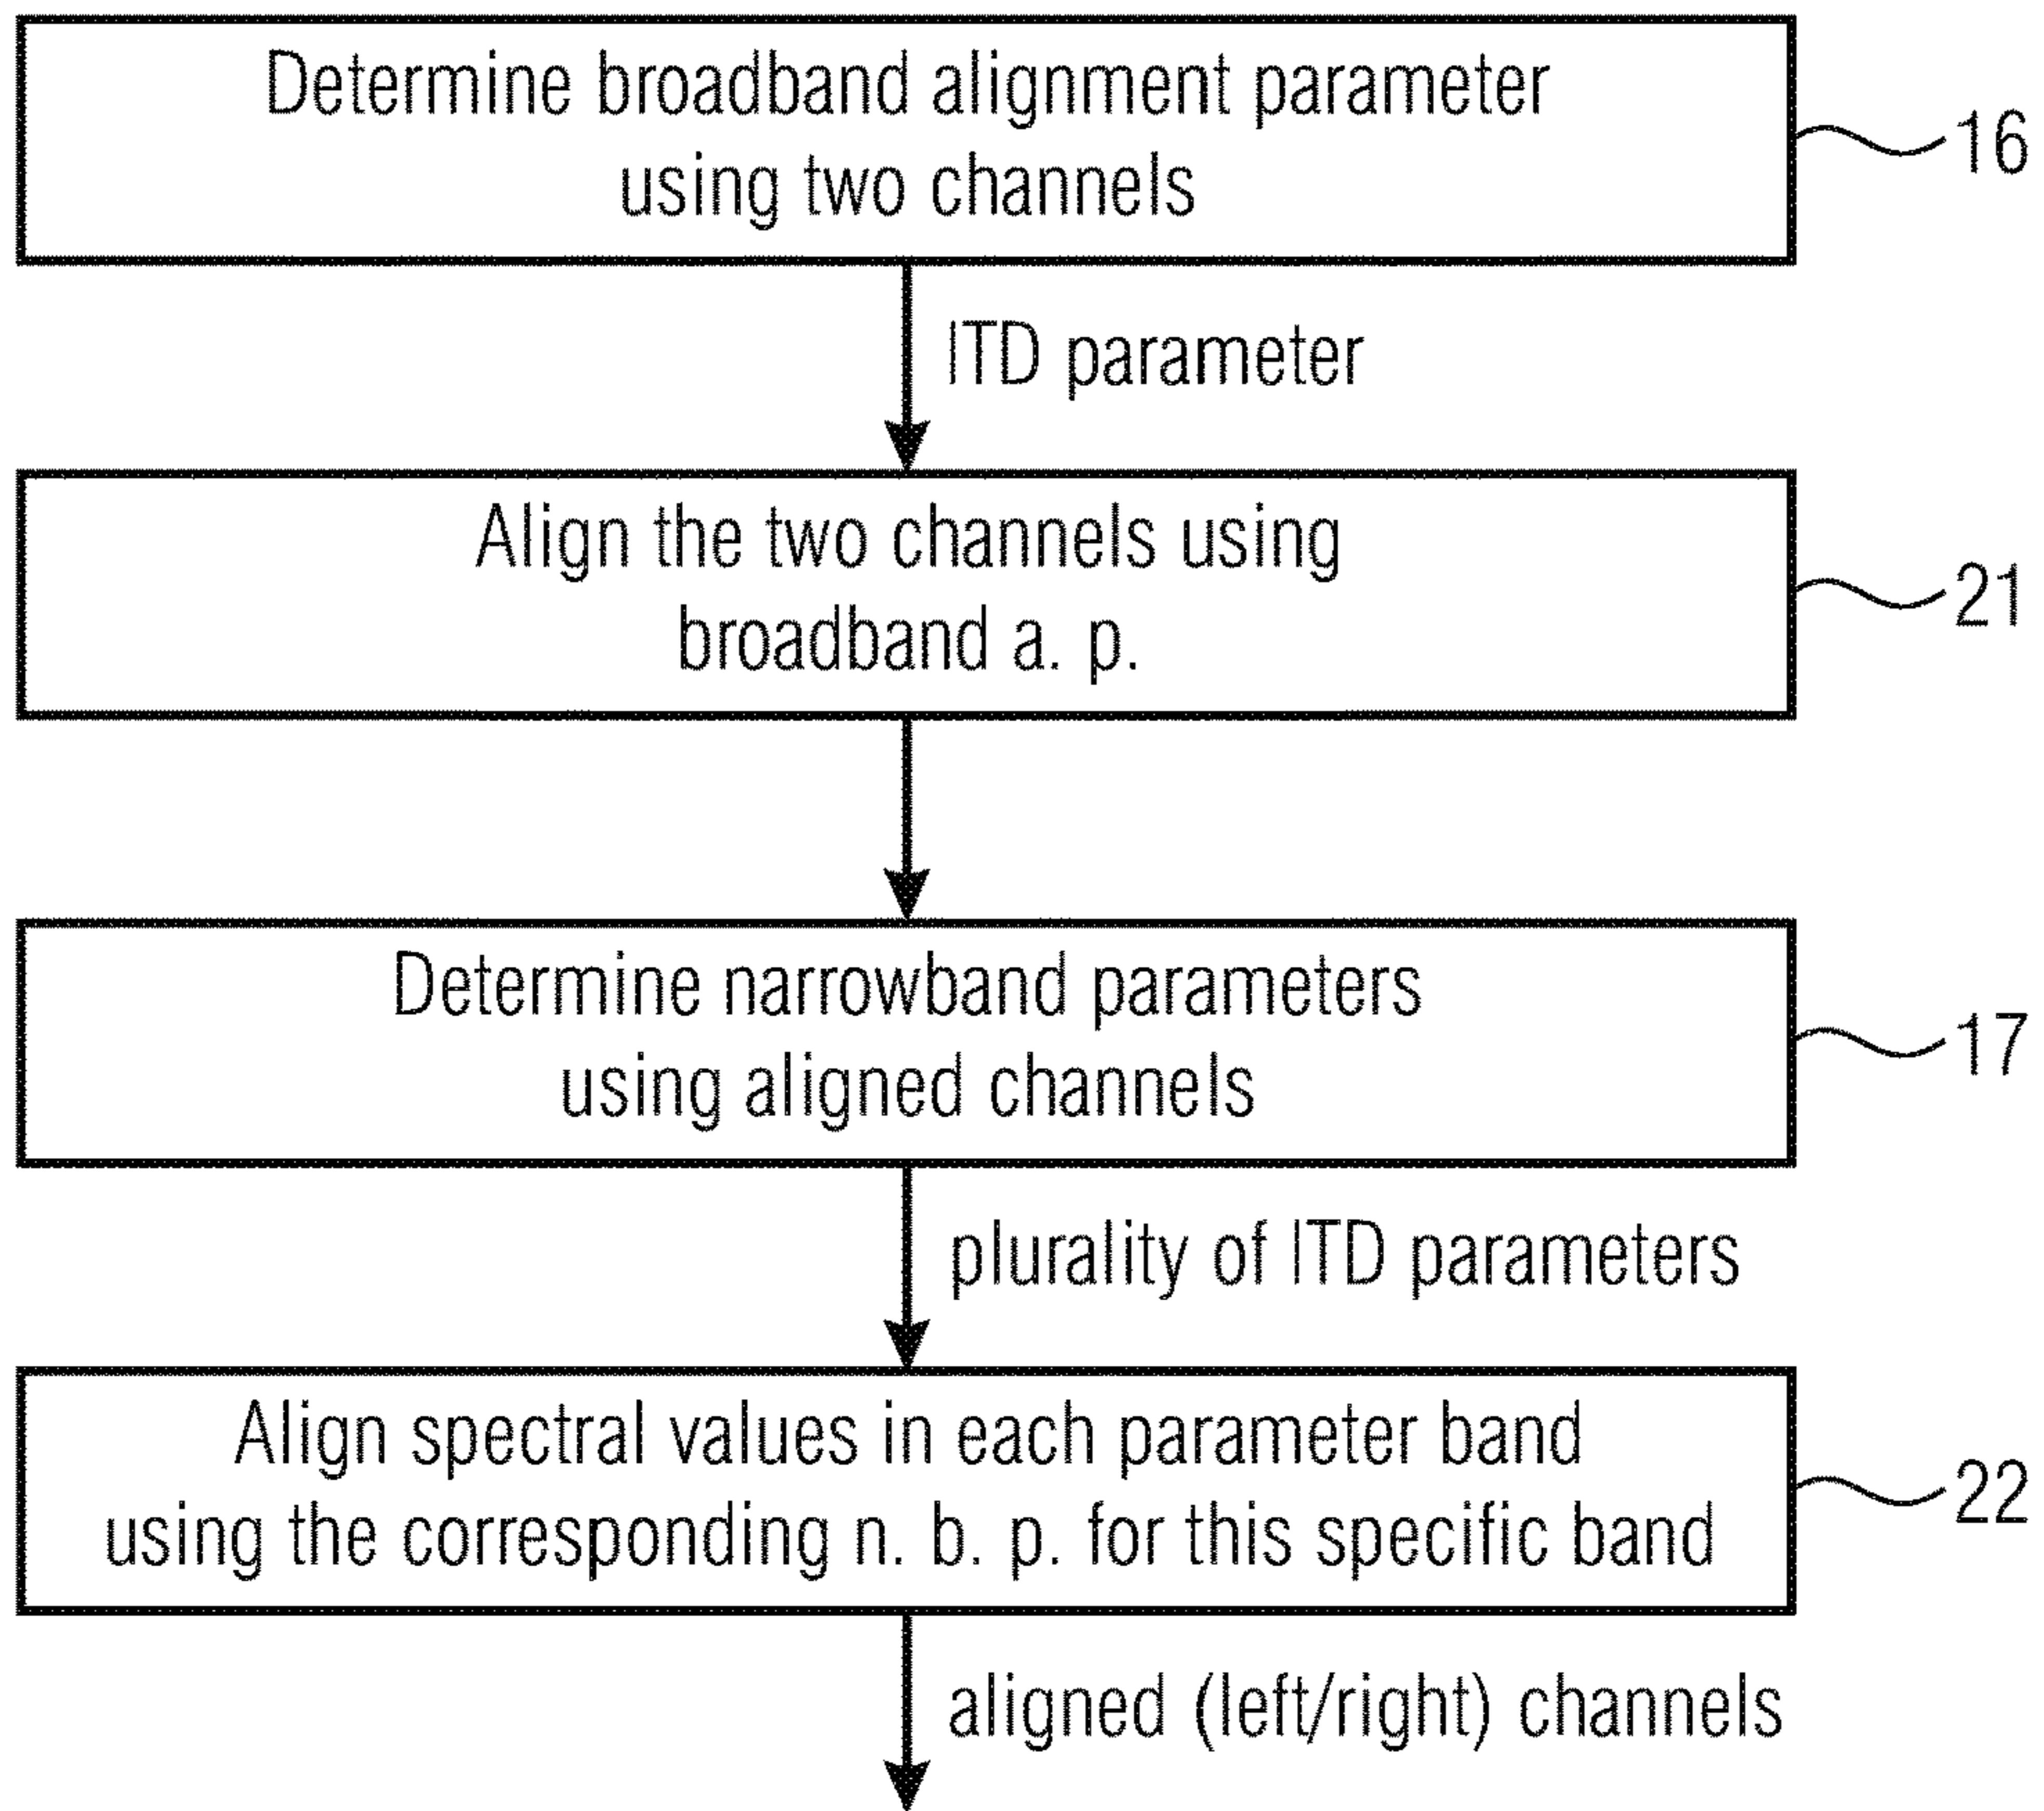 Determine broadband alignment parameter
using two channels
16
ITD parameter
Align the two channels using
broadband a. p.
21
Determine narrowband parameters
using aligned channels
17
plurality of ITD parameters
Align spectral values in each parameter band
using the corresponding n. b. p. for this specific band
22
aligned (left/right) channels